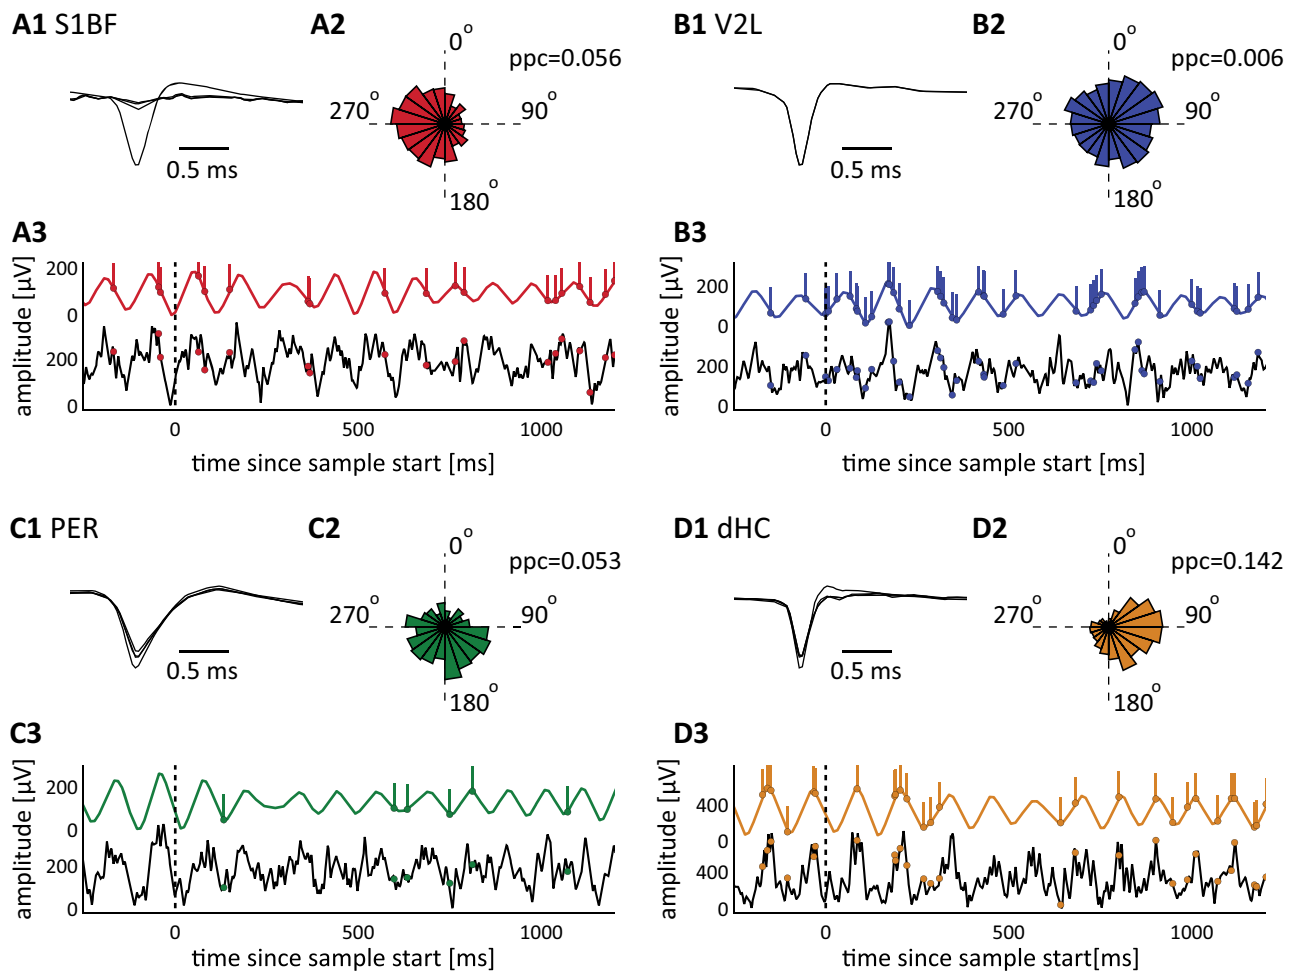 A1 S1BF
A2
0°
ppc=0.056
270°
90°
180°
0.5 ms
B1 V2L
B2
0°
ppc=0.006
270°
90°
180°
0.5 ms
A3
amplitude [µV]
200
0
200
0
0 500 1000
time since sample start [ms]
B3
amplitude [µV]
200
0
200
0
0 500 1000
time since sample start [ms]
C1 PER
C2
0°
ppc=0.053
270°
90°
180°
0.5 ms
D1 dHC
D2
0°
ppc=0.142
270°
90°
180°
0.5 ms
C3
amplitude [µV]
200
0
200
0
0 500 1000
time since sample start [ms]
D3
amplitude [µV]
400
0
400
0
0 500 1000
time since sample start[ms]